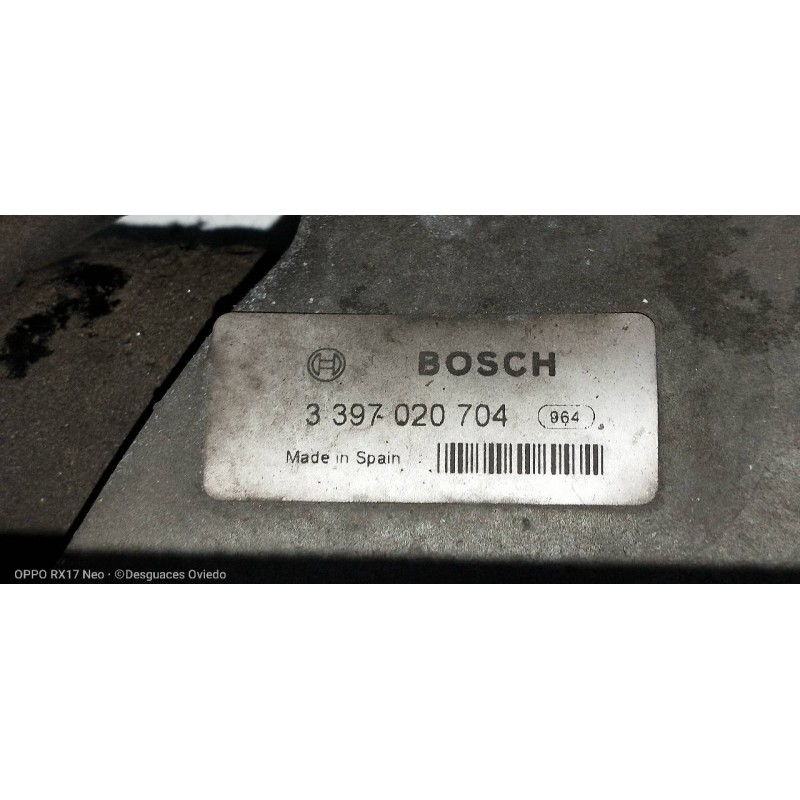 BOSCH
3 397 020 704 964
Made in Spain
OPPO RX17 Neo · ©Desguaces Oviedo